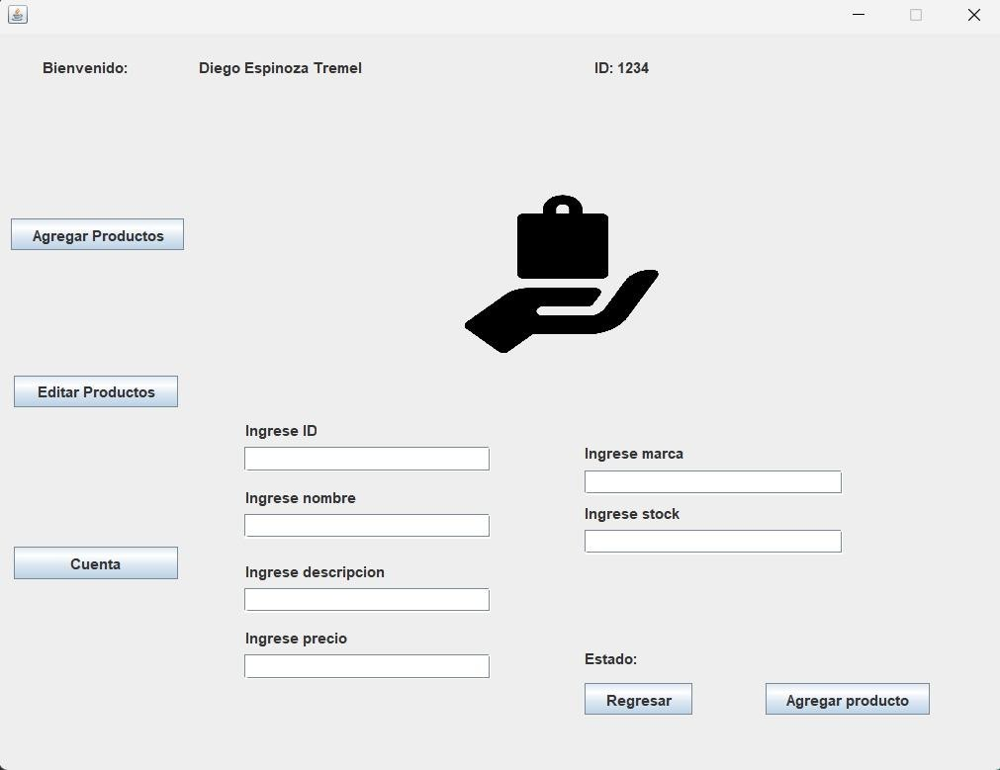 Bienvenido: Diego Espinoza Tremel ID: 1234
Agregar Productos
Editar Productos
Cuenta
Ingrese ID
Ingrese nombre
Ingrese descripcion
Ingrese precio
Ingrese marca
Ingrese stock
Estado:
Regresar Agregar producto